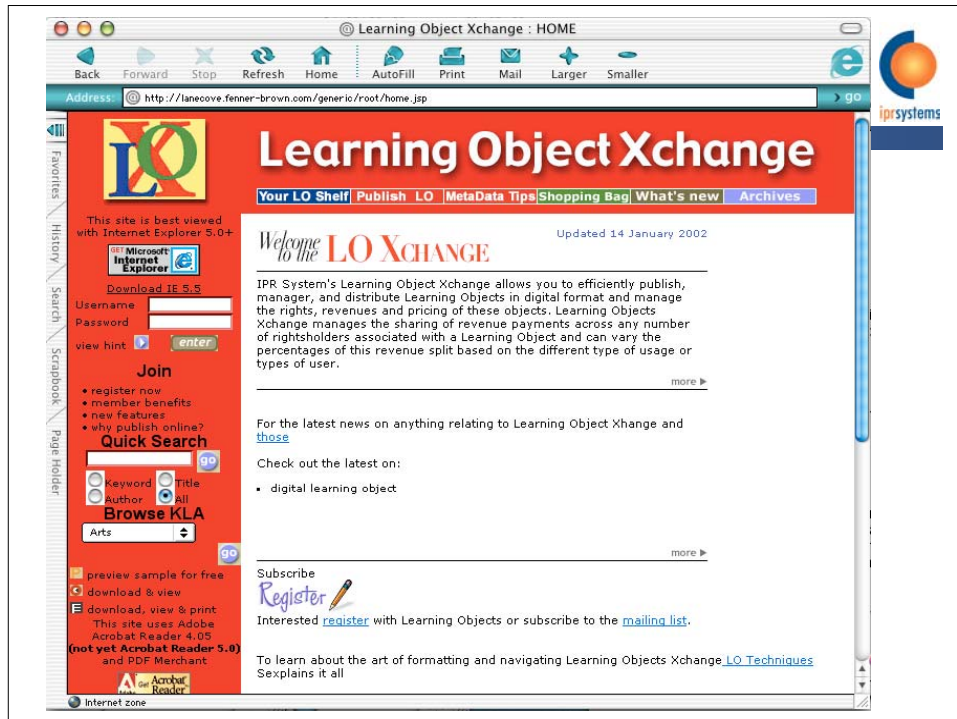 @ Learning Object Xchange : HOME
Back Forward Stop Refresh Home AutoFill Print Mail Larger Smaller
Address: @ http://lanecove.fenner-brown.com/generic/root/home.jsp › go
iprsystems
Favorites
History
Search
Scrapbook
Page Holder
LOX
This site is best viewed
with Internet Explorer 5.0+
GET Microsoft
Internet
Explorer
Download IE 5.5
Username
Password
view hint enter
Join
• register now
• member benefits
• new features
• why publish online?
Quick Search
go
Keyword Title
Author All
Browse KLA
Arts
go
preview sample for free
download & view
download, view & print
This site uses Adobe
Acrobat Reader 4.05
(not yet Acrobat Reader 5.0)
and PDF Merchant
Get Acrobat
Reader
Learning Object Xchange
Your LO Shelf Publish LO MetaData Tips Shopping Bag What's new Archives
Welcome to the LO XCHANGE
Updated 14 January 2002
IPR System's Learning Object Xchange allows you to efficiently publish,
manager, and distribute Learning Objects in digital format and manage
the rights, revenues and pricing of these objects. Learning Objects
Xchange manages the sharing of revenue payments across any number
of rightsholders associated with a Learning Object and can vary the
percentages of this revenue split based on the different type of usage or
types of user.
more
For the latest news on anything relating to Learning Object Xhange and
those
Check out the latest on:
• digital learning object
more
Subscribe
Register
Interested register with Learning Objects or subscribe to the mailing list.
To learn about the art of formatting and navigating Learning Objects Xchange LO Techniques
Sexplains it all
Internet zone